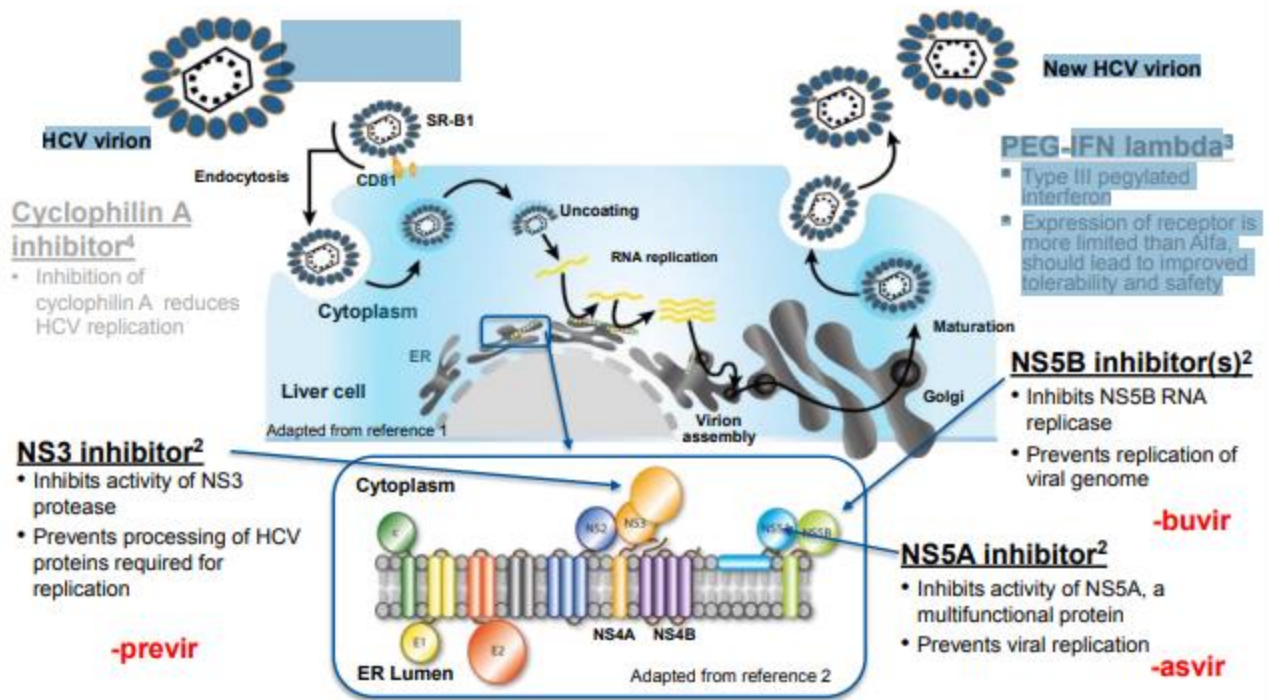 HCV virion
SR-B1
CD81
Endocytosis
Uncoating
RNA replication
Cytoplasm
ER
Liver cell
Adapted from reference 1
Virion
assembly
Golgi
Maturation
New HCV virion
Cyclophilin A
inhibitor⁴
• Inhibition of
cyclophilin A reduces
HCV replication
PEG-IFN lambda³
▪ Type III pegylated
interferon
▪ Expression of receptor is
more limited than Alfa,
should lead to improved
tolerability and safety
NS5B inhibitor(s)²
• Inhibits NS5B RNA
replicase
• Prevents replication of
viral genome
-buvir
NS3 inhibitor²
• Inhibits activity of NS3
protease
• Prevents processing of HCV
proteins required for
replication
-previr
Cytoplasm
c
NS2
NS3
NS5A
NS5B
NS4A
NS4B
E1
E2
ER Lumen
Adapted from reference 2
NS5A inhibitor²
• Inhibits activity of NS5A, a
multifunctional protein
• Prevents viral replication
-asvir